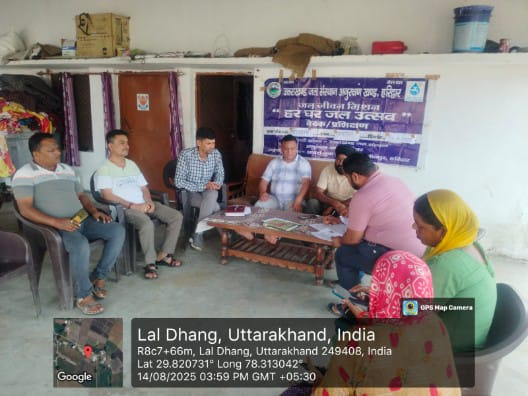 उत्तराखण्ड जल संस्थान अनुरक्षण खण्ड, हरिद्वार
जल जीवन मिशन
"हर घर जल उत्सव"
बैठक/प्रशिक्षण
GPS Map Camera
Lal Dhang, Uttarakhand, India
R8c7+66m, Lal Dhang, Uttarakhand 249408, India
Lat 29.820731° Long 78.313042°
14/08/2025 03:59 PM GMT +05:30
Google